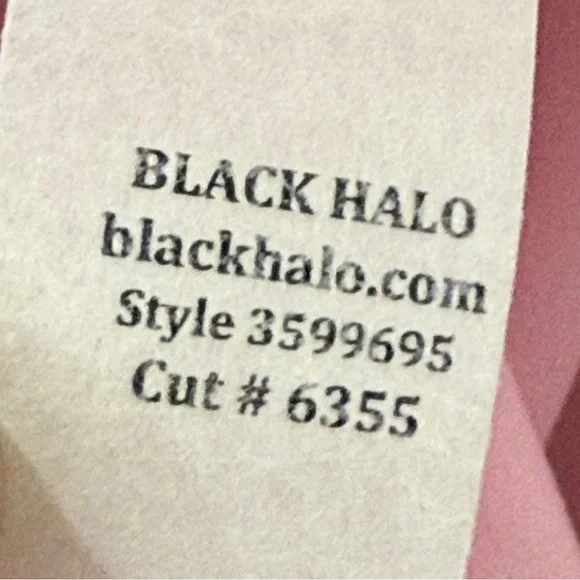 BLACK HALO
blackhalo.com
Style 3599695
Cut # 6355